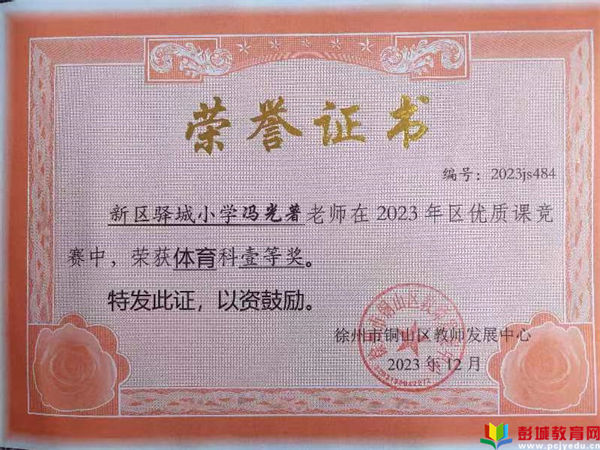 荣誉证书
编号：2023js484
新区驿城小学冯光著老师在2023年区优质课竞
赛中，荣获体育科壹等奖。
特发此证，以资鼓励。
徐州市铜山区教师发展中心
2023年12月
彭城教育网
www.pcjyedu.cn